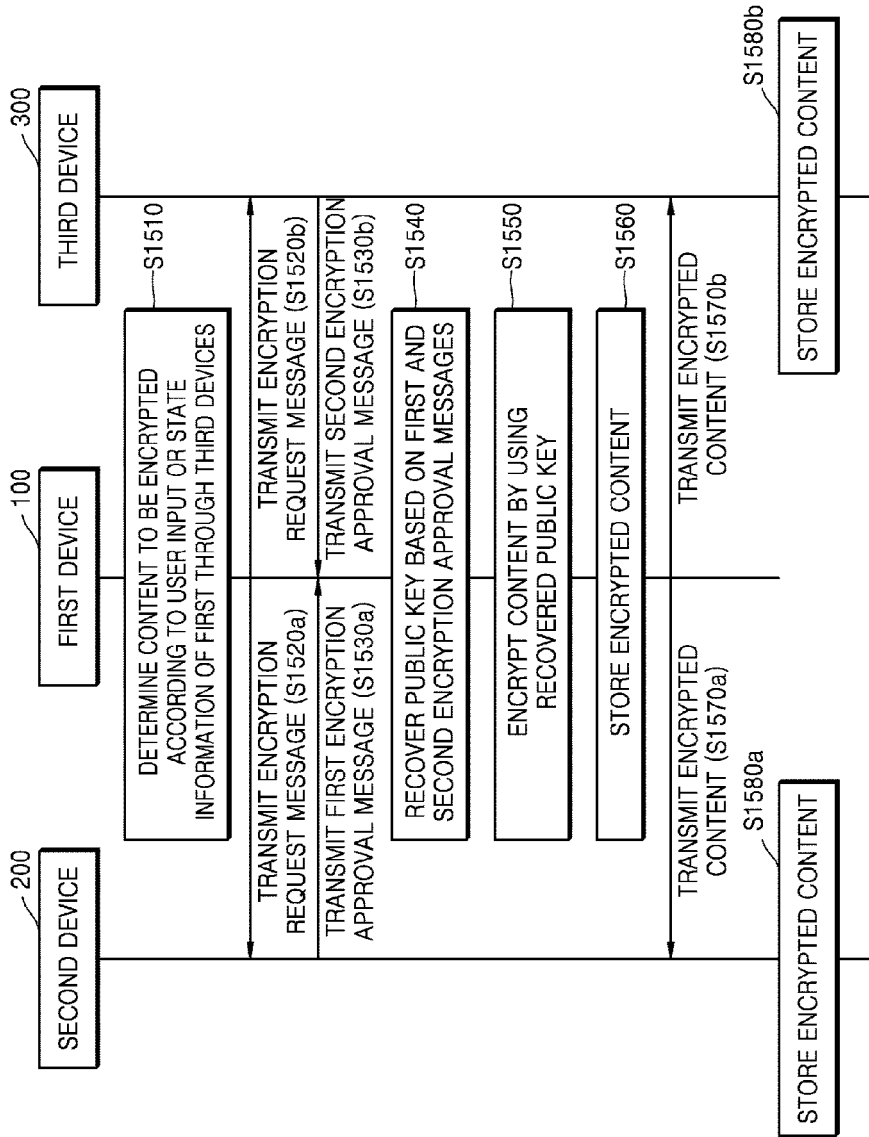 200
SECOND DEVICE
100
FIRST DEVICE
300
THIRD DEVICE
S1510
DETERMINE CONTENT TO BE ENCRYPTED
ACCORDING TO USER INPUT OR STATE
INFORMATION OF FIRST THROUGH THIRD DEVICES
TRANSMIT ENCRYPTION
REQUEST MESSAGE (S1520a)
TRANSMIT ENCRYPTION
REQUEST MESSAGE (S1520b)
TRANSMIT FIRST ENCRYPTION
APPROVAL MESSAGE (S1530a)
TRANSMIT SECOND ENCRYPTION
APPROVAL MESSAGE (S1530b)
S1540
RECOVER PUBLIC KEY BASED ON FIRST AND
SECOND ENCRYPTION APPROVAL MESSAGES
S1550
ENCRYPT CONTENT BY USING
RECOVERED PUBLIC KEY
S1560
STORE ENCRYPTED CONTENT
TRANSMIT ENCRYPTED
CONTENT (S1570a)
TRANSMIT ENCRYPTED
CONTENT (S1570b)
S1580a
STORE ENCRYPTED CONTENT
S1580b
STORE ENCRYPTED CONTENT